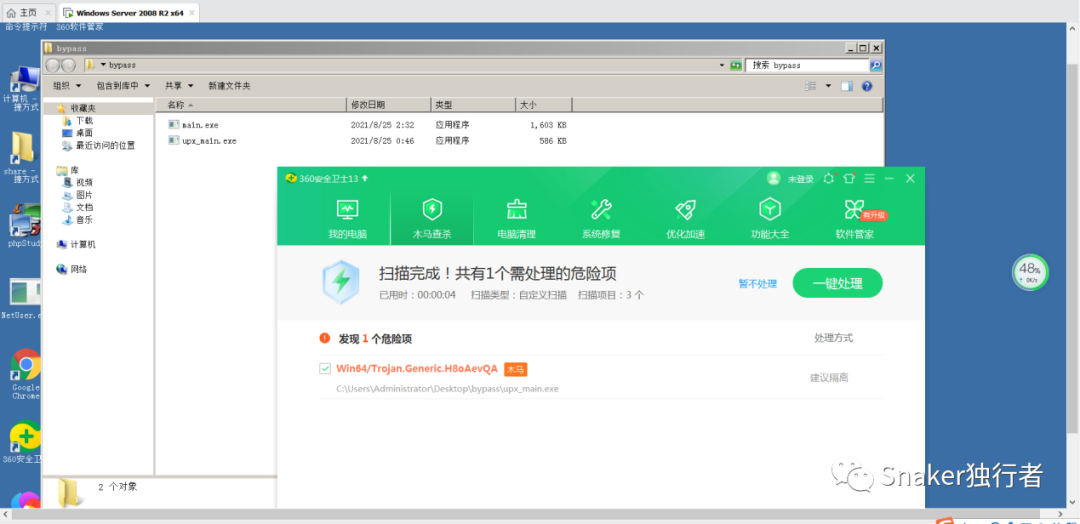 主页 × Windows Server 2008 R2 x64 ×
命令提示符 360软件管家
bypass
bypass
搜索 bypass
组织 包含到库中 共享 新建文件夹
收藏夹
下载
桌面
最近访问的位置
库
视频
图片
文档
音乐
计算机
网络
名称 修改日期 类型 大小
main.exe 2021/8/25 2:32 应用程序 1,603 KB
upx_main.exe 2021/8/25 0:46 应用程序 586 KB
2 个对象
计算机 -
捷方式
share -
捷方式
phpStud
NetUser.e
Google
Chrome
360安全卫
360安全卫士13
未登录
我的电脑 木马查杀 电脑清理 系统修复 优化加速 功能大全 软件管家
有升级
扫描完成！共有1个需处理的危险项
已用时：00:00:04 扫描类型：自定义扫描 扫描项目：3 个
暂不处理 一键处理
发现 1 个危险项 处理方式
Win64/Trojan.Generic.H8oAevQA 木马
C:\Users\Administrator\Desktop\bypass\upx_main.exe
建议隔离
48%
0K/s
Snaker独行者